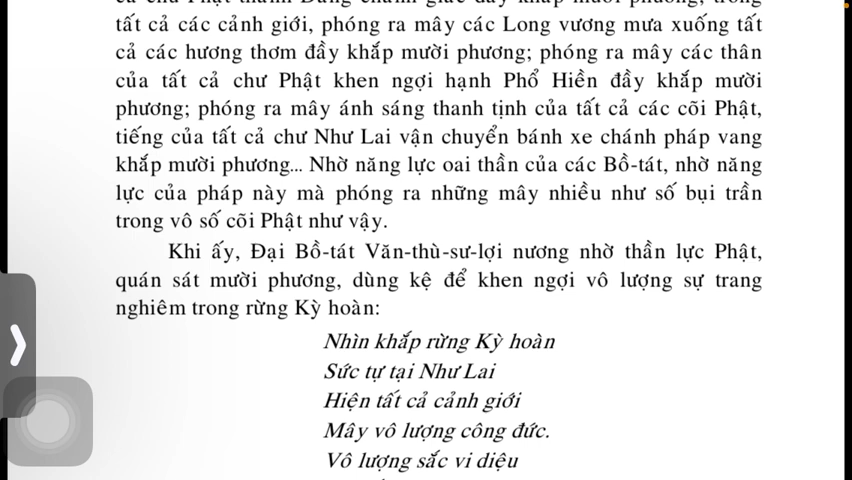 tất cả các cảnh giới, phóng ra mây các Long vương mưa xuống tất
cả các hương thơm đầy khắp mười phương; phóng ra mây các thân
của tất cả chư Phật khen ngợi hạnh Phổ Hiền đầy khắp mười
phương; phóng ra mây ánh sáng thanh tịnh của tất cả các cõi Phật,
tiếng của tất cả chư Như Lai vận chuyển bánh xe chánh pháp vang
khắp mười phương... Nhờ năng lực oai thần của các Bồ-tát, nhờ năng
lực của pháp này mà phóng ra những mây nhiều như số bụi trần
trong vô số cõi Phật như vậy.
Khi ấy, Đại Bồ-tát Văn-thù-sư-lợi nương nhờ thần lực Phật,
quán sát mười phương, dùng kệ để khen ngợi vô lượng sự trang
nghiêm trong rừng Kỳ hoàn:
Nhìn khắp rừng Kỳ hoàn
Sức tự tại Như Lai
Hiện tất cả cảnh giới
Mây vô lượng công đức.
Vô lượng sắc vi diệu